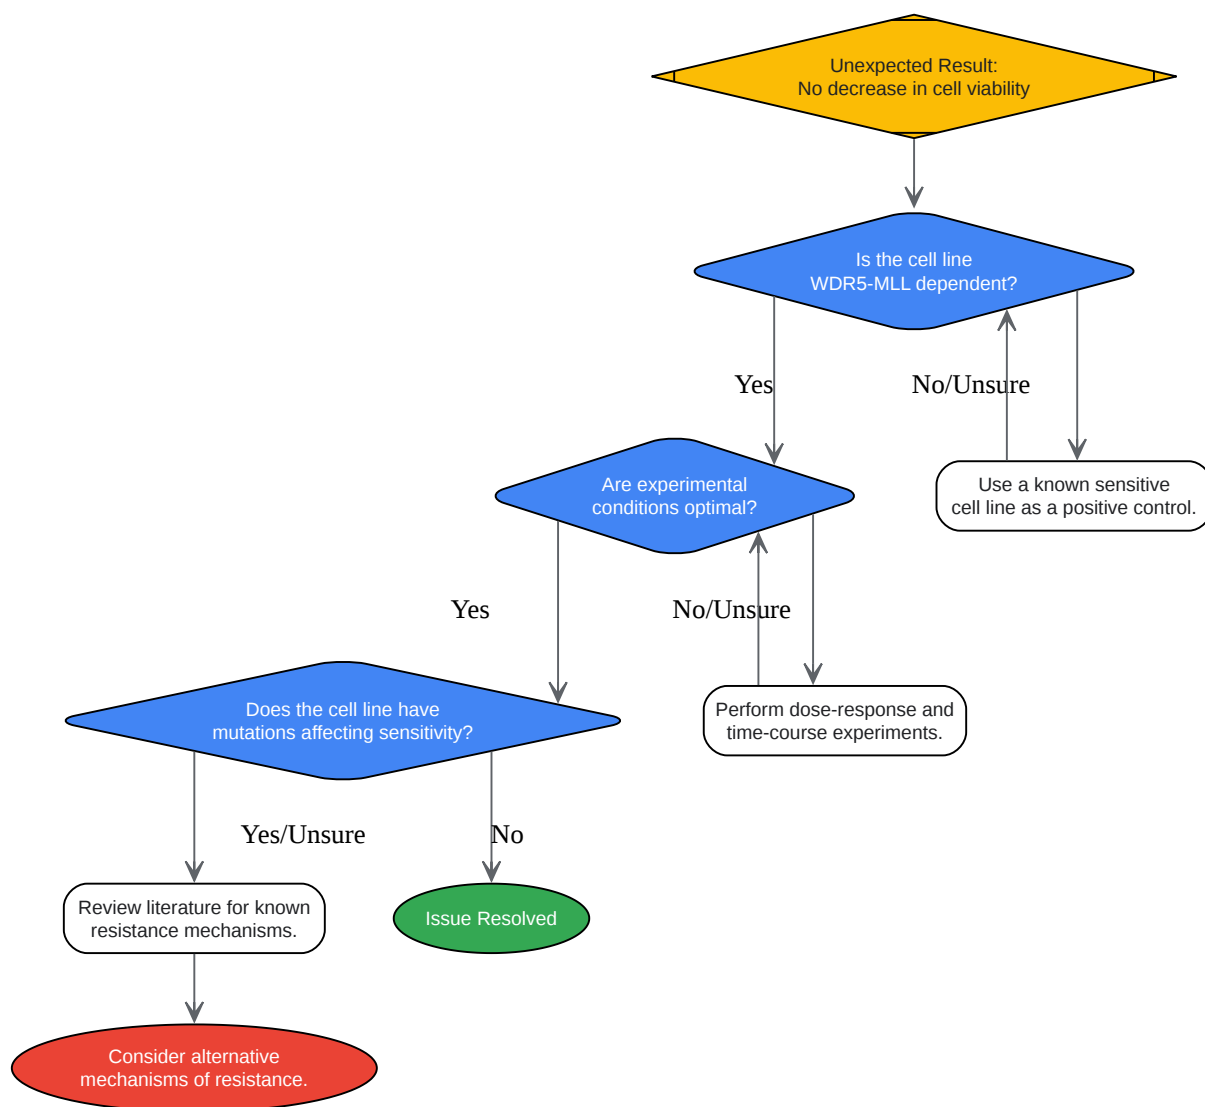 Unexpected Result:
No decrease in cell viability
Is the cell line
WDR5-MLL dependent?
Yes
No/Unsure
Use a known sensitive
cell line as a positive control.
Are experimental
conditions optimal?
Yes
No/Unsure
Perform dose-response and
time-course experiments.
Does the cell line have
mutations affecting sensitivity?
Yes/Unsure
No
Review literature for known
resistance mechanisms.
Issue Resolved
Consider alternative
mechanisms of resistance.